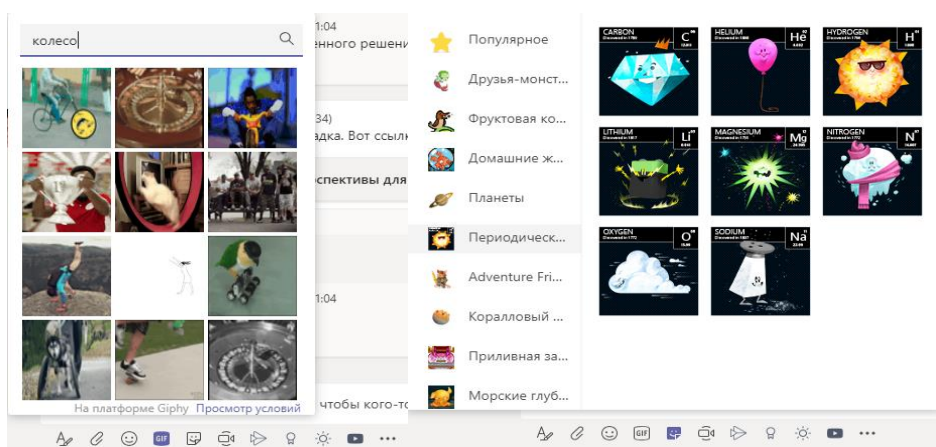 колесо
На платформе Giphy Просмотр условий
1:04
енного решени
34)
адка. Вот ссылк
спективы для
1:04
чтобы кого-то
GIF
Популярное
Друзья-монст...
Фруктовая ко...
Домашние ж...
Планеты
Периодическ...
Adventure Fri...
Коралловый ...
Приливная за...
Морские глуб...
CARBON
C
HELIUM
He
HYDROGEN
H
LITHIUM
Li
MAGNESIUM
Mg
NITROGEN
N
OXYGEN
O
SODIUM
Na
GIF